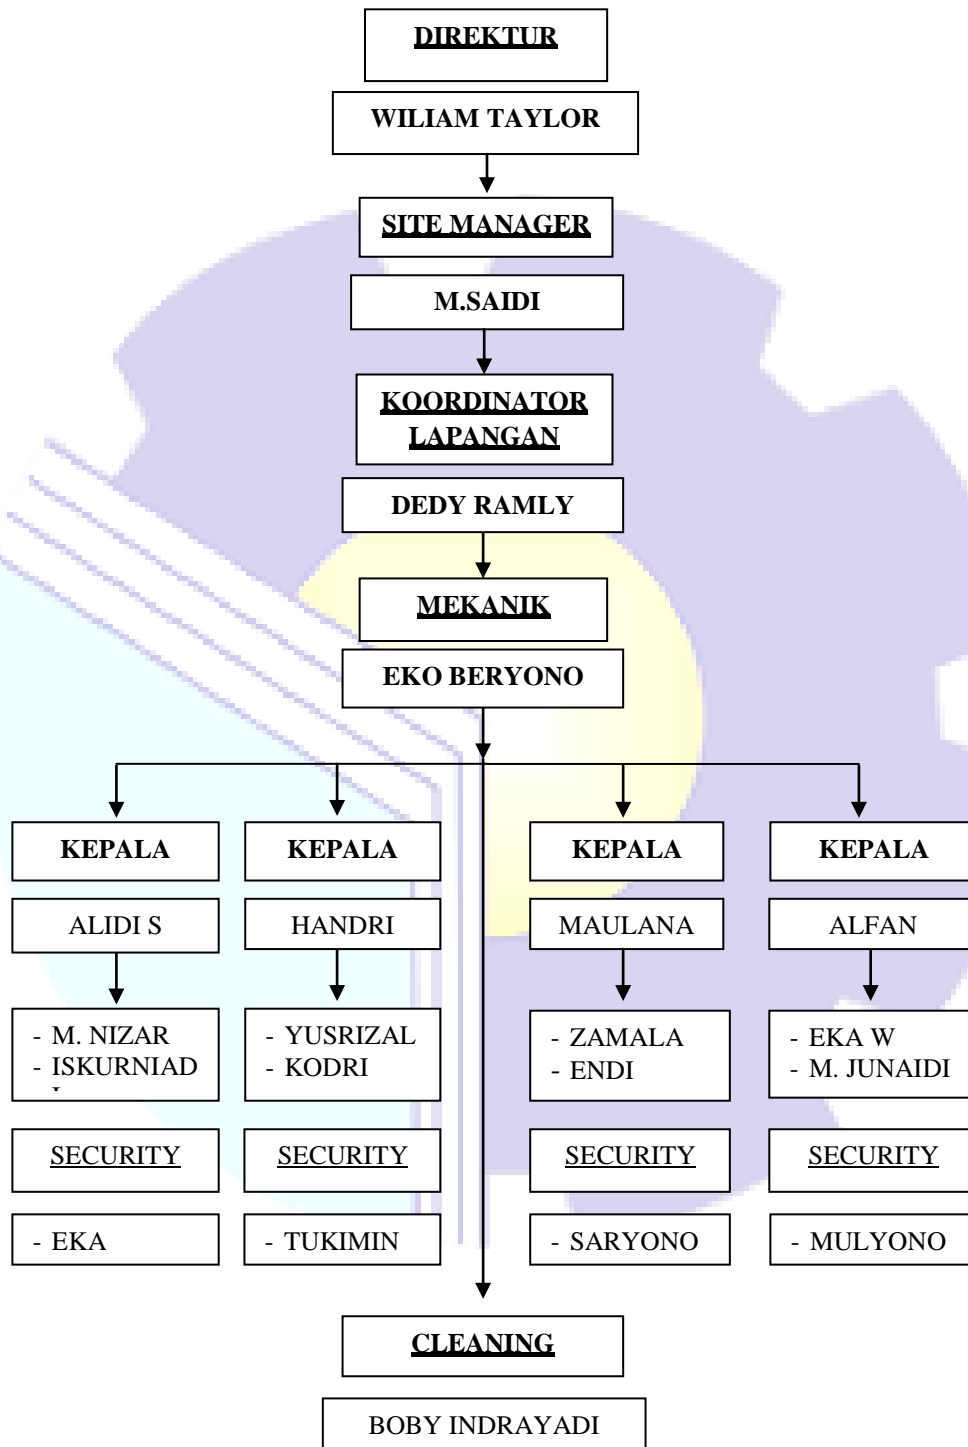 DIREKTUR
WILIAM TAYLOR
SITE MANAGER
M.SAIDI
KOORDINATOR
LAPANGAN
DEDY RAMLY
MEKANIK
EKO BERYONO
KEPALA
KEPALA
KEPALA
KEPALA
ALIDI S
HANDRI
MAULANA
ALFAN
- M. NIZAR
- ISKURNIAD
- YUSRIZAL
- KODRI
- ZAMALA
- ENDI
- EKA W
- M. JUNAIDI
SECURITY
SECURITY
SECURITY
SECURITY
- EKA
- TUKIMIN
- SARYONO
- MULYONO
CLEANING
BOBY INDRAYADI